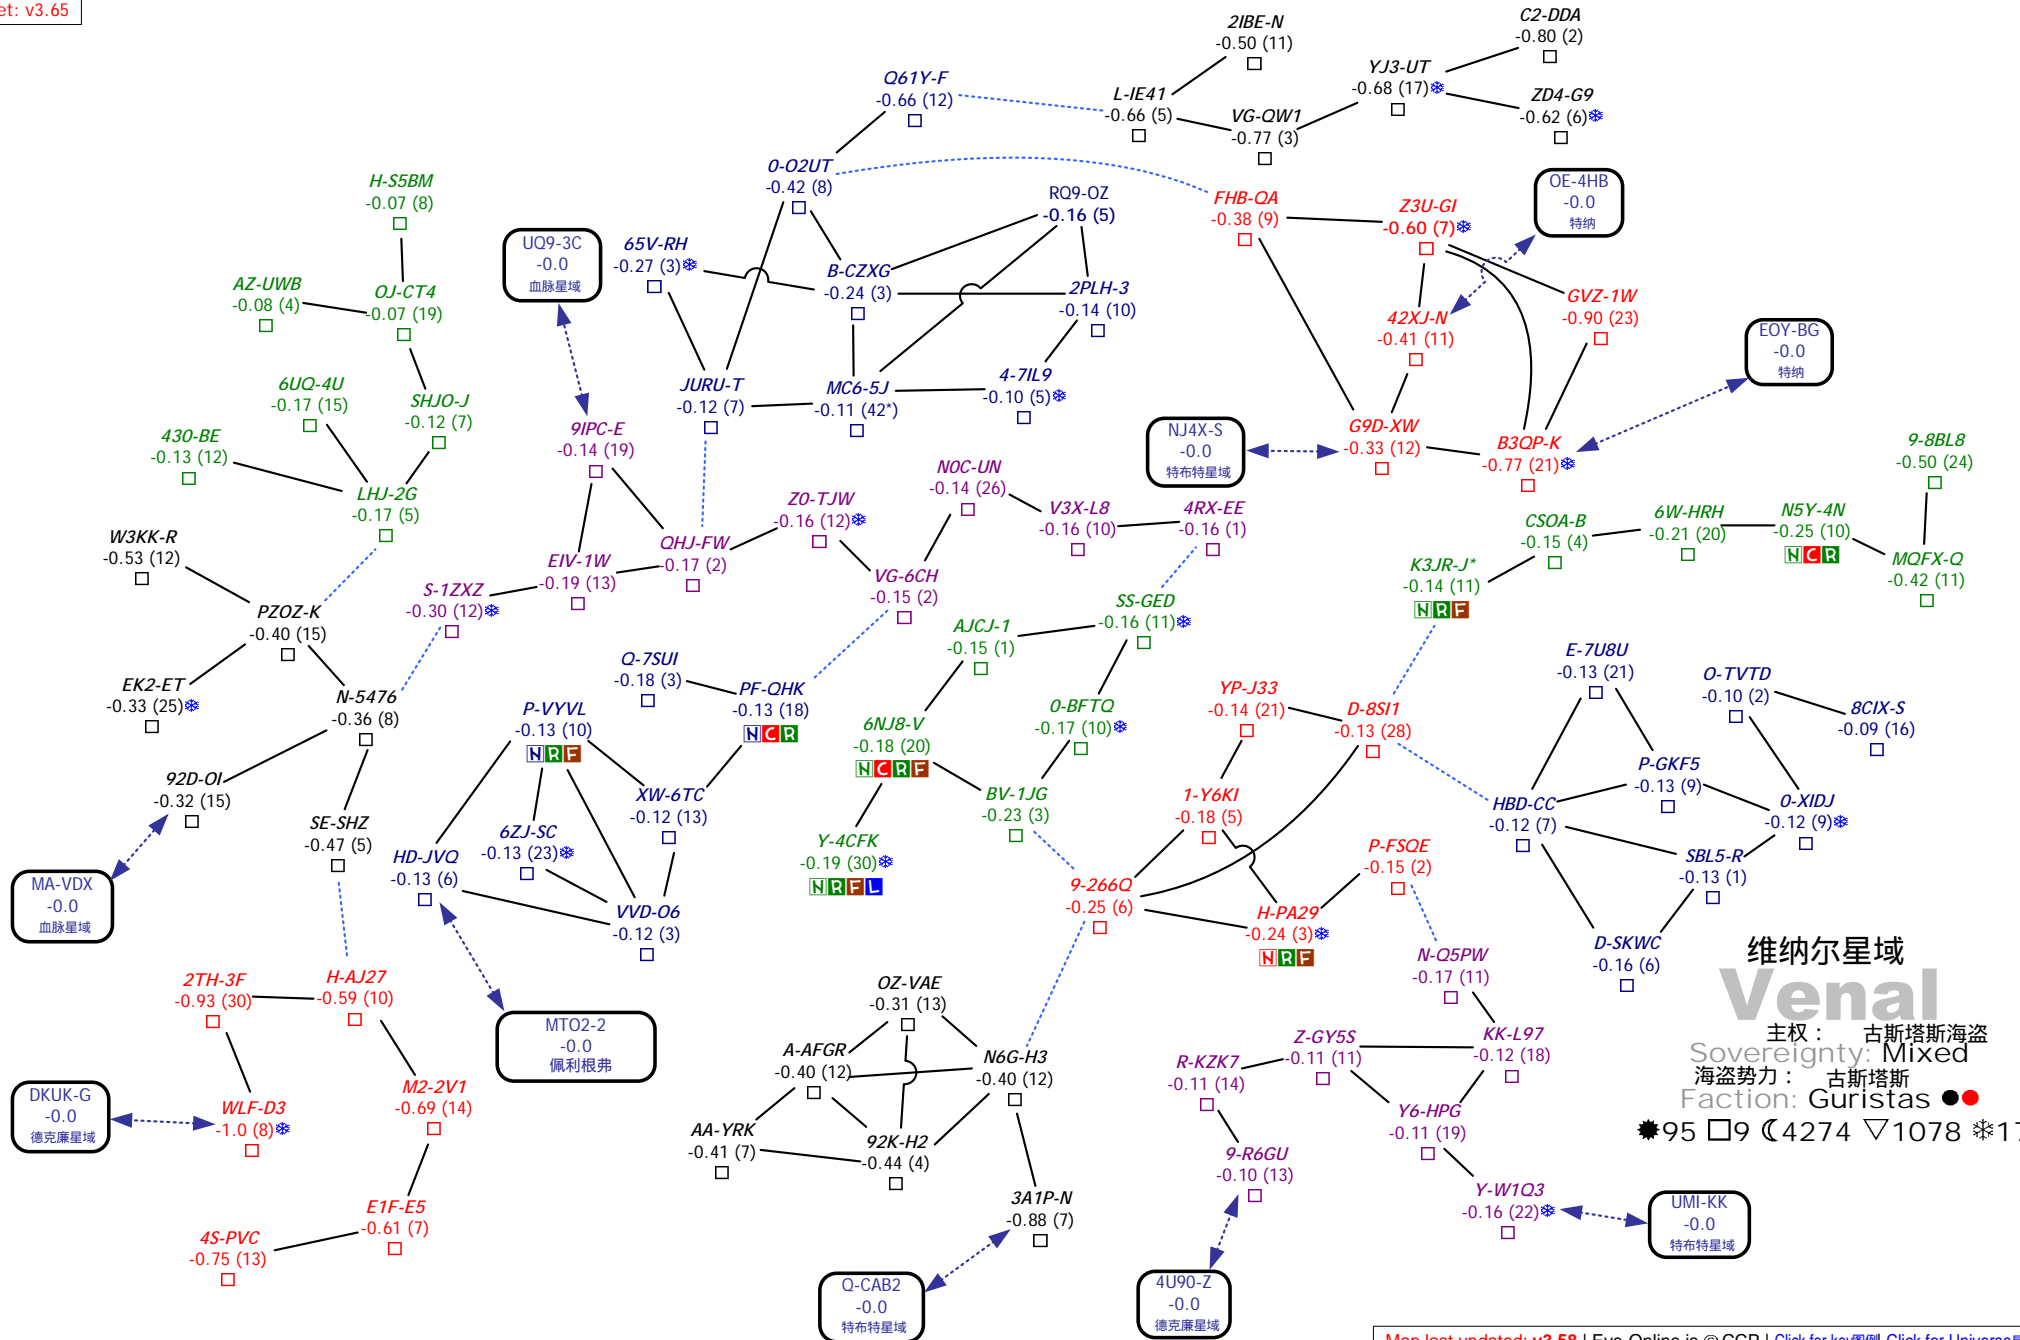 et: v3.65
2IBE-N
-0.50 (11)
C2-DDA
-0.80 (2)
Q61Y-F
-0.66 (12)
L-IE41
-0.66 (5)
VG-QW1
-0.77 (3)
YJ3-UT
-0.68 (17)
ZD4-G9
-0.62 (6)
H-S5BM
-0.07 (8)
0-O2UT
-0.42 (8)
RQ9-OZ
-0.16 (5)
FHB-QA
-0.38 (9)
Z3U-GI
-0.60 (7)
OE-4HB
-0.0
特纳
UQ9-3C
-0.0
血脉星域
65V-RH
-0.27 (3)
B-CZXG
-0.24 (3)
2PLH-3
-0.14 (10)
AZ-UWB
-0.08 (4)
OJ-CT4
-0.07 (19)
42XJ-N
-0.41 (11)
GVZ-1W
-0.90 (23)
EOY-BG
-0.0
特纳
6UQ-4U
-0.17 (15)
SHJO-J
-0.12 (7)
JURU-T
-0.12 (7)
MC6-5J
-0.11 (42*)
4-7IL9
-0.10 (5)
430-BE
-0.13 (12)
9IPC-E
-0.14 (19)
NJ4X-S
-0.0
特布特星域
G9D-XW
-0.33 (12)
B3QP-K
-0.77 (21)
9-8BL8
-0.50 (24)
LHJ-2G
-0.17 (5)
N0C-UN
-0.14 (26)
Z0-TJW
-0.16 (12)
V3X-L8
-0.16 (10)
4RX-EE
-0.16 (1)
CSOA-B
-0.15 (4)
6W-HRH
-0.21 (20)
N5Y-4N
-0.25 (10)
N C R
W3KK-R
-0.53 (12)
QHJ-FW
-0.17 (2)
EIV-1W
-0.19 (13)
VG-6CH
-0.15 (2)
K3JR-J*
-0.14 (11)
N R F
MQFX-Q
-0.42 (11)
S-1ZXZ
-0.30 (12)
PZOZ-K
-0.40 (15)
SS-GED
-0.16 (11)
AJCJ-1
-0.15 (1)
EK2-ET
-0.33 (25)
N-5476
-0.36 (8)
Q-7SUI
-0.18 (3)
PF-QHK
-0.13 (18)
N C R
P-VYVL
-0.13 (10)
N R F
6NJ8-V
-0.18 (20)
N C R F
0-BFTQ
-0.17 (10)
YP-J33
-0.14 (21)
D-8SI1
-0.13 (28)
E-7U8U
-0.13 (21)
O-TVTD
-0.10 (2)
8CIX-S
-0.09 (16)
92D-OI
-0.32 (15)
SE-SHZ
-0.47 (5)
XW-6TC
-0.12 (13)
BV-1JG
-0.23 (3)
1-Y6KI
-0.18 (5)
HBD-CC
-0.12 (7)
P-GKF5
-0.13 (9)
0-XIDJ
-0.12 (9)
6ZJ-SC
-0.13 (23)
HD-JVQ
-0.13 (6)
Y-4CFK
-0.19 (30)
N R F L
P-FSQE
-0.15 (2)
SBL5-R
-0.13 (1)
MA-VDX
-0.0
血脉星域
VVD-O6
-0.12 (3)
9-266Q
-0.25 (6)
H-PA29
-0.24 (3)
N R F
D-SKWC
-0.16 (6)
N-Q5PW
-0.17 (11)
维纳尔星域
Venal
主权： 古斯塔斯海盗
Sovereignty: Mixed
海盗势力： 古斯塔斯
Faction: Guristas
95 9 4274 1078 17
2TH-3F
-0.93 (30)
H-AJ27
-0.59 (10)
OZ-VAE
-0.31 (13)
MTO2-2
-0.0
佩利根弗
A-AFGR
-0.40 (12)
N6G-H3
-0.40 (12)
R-KZK7
-0.11 (14)
Z-GY5S
-0.11 (11)
KK-L97
-0.12 (18)
DKUK-G
-0.0
德克廉星域
WLF-D3
-1.0 (8)
M2-2V1
-0.69 (14)
AA-YRK
-0.41 (7)
92K-H2
-0.44 (4)
Y6-HPG
-0.11 (19)
9-R6GU
-0.10 (13)
E1F-E5
-0.61 (7)
4S-PVC
-0.75 (13)
3A1P-N
-0.88 (7)
Y-W1Q3
-0.16 (22)
UMI-KK
-0.0
特布特星域
Q-CAB2
-0.0
特布特星域
4U90-Z
-0.0
德克廉星域